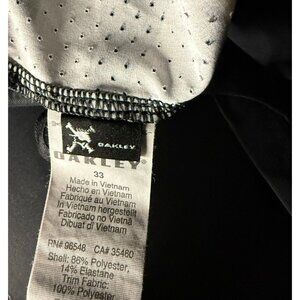 OAKLEY
OAKLEY
33
Made in Vietnam
Hecho en Vietnam
Fabriqué au Vietnam
In Vietnam hergestellt
Fabricado no Vietnã
Dibuat di Vietnam
RN# 96548 CA# 35460
Shell: 86% Polyester,
14% Elastane
Trim Fabric:
100% Polyester